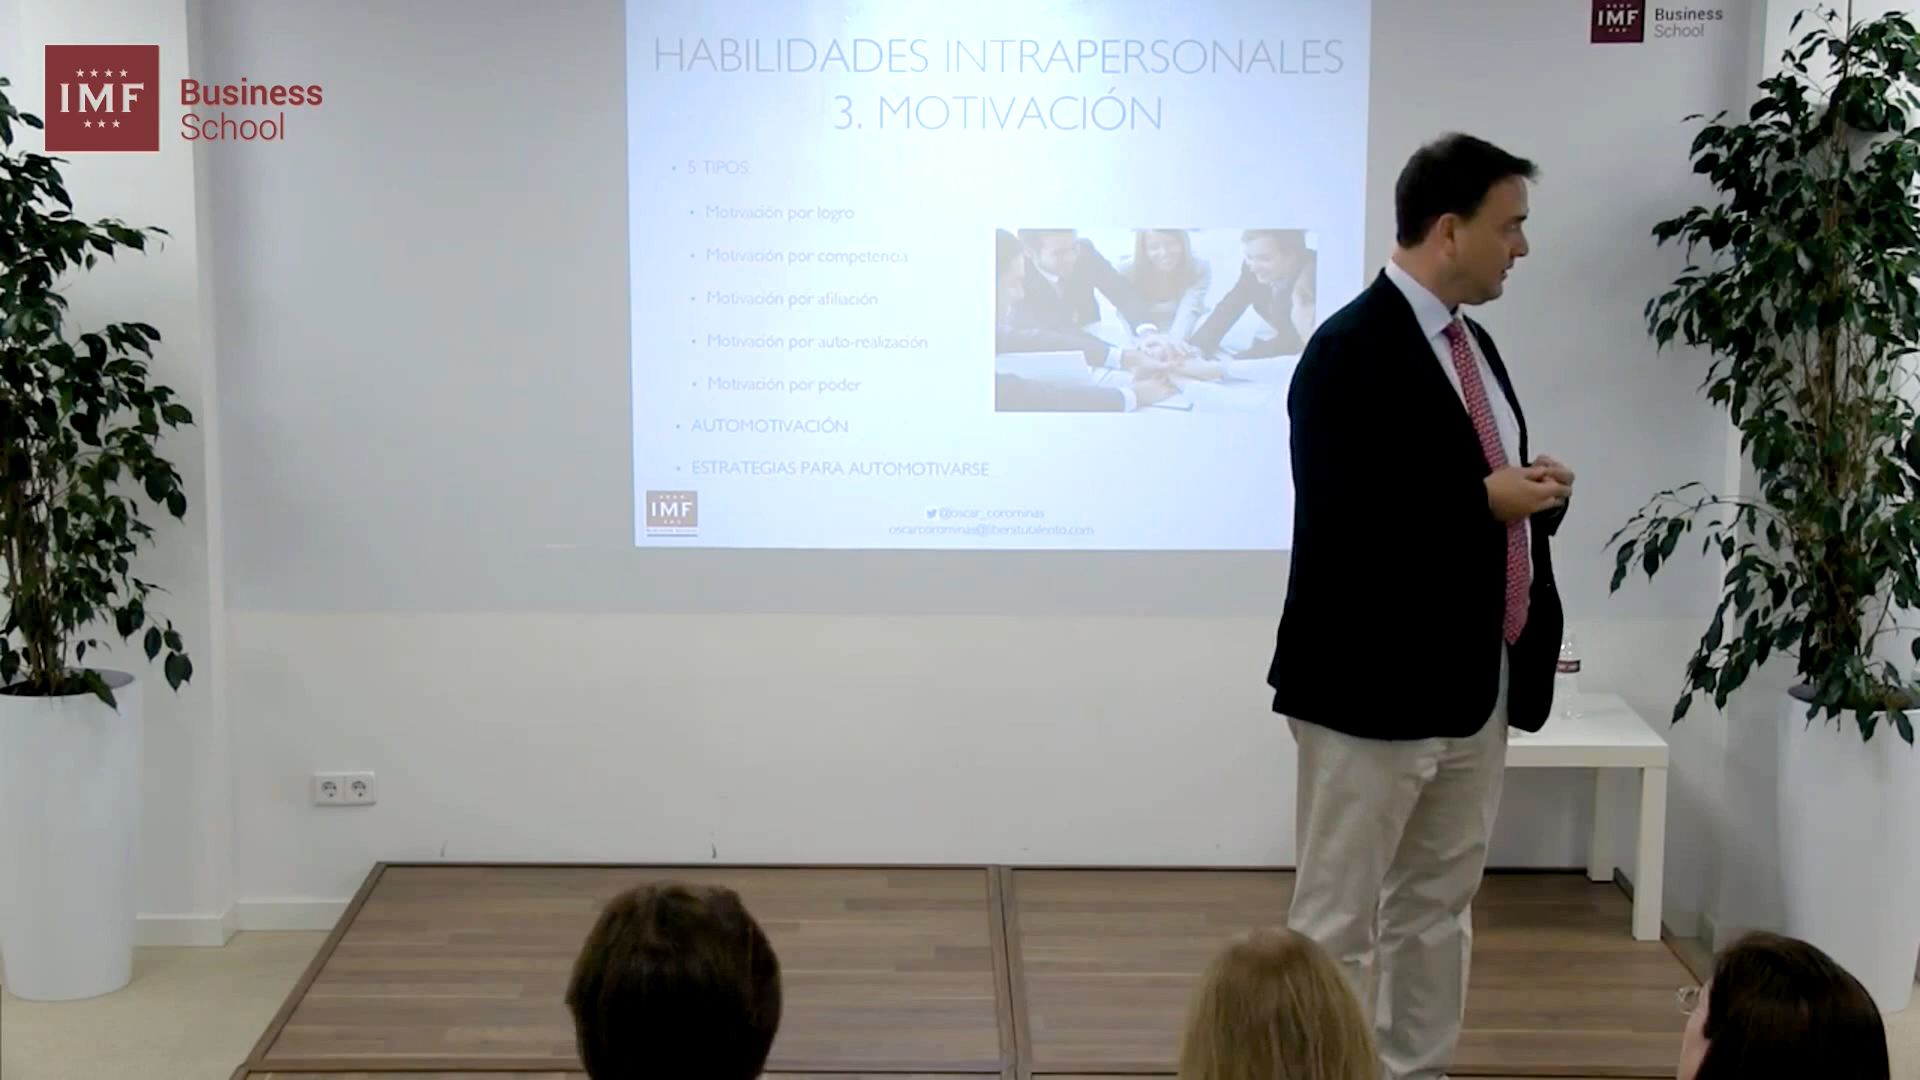 ★★★★
IMF
★★★
Business
School
HABILIDADES INTRAPERSONALES
3. MOTIVACIÓN
• 5 TIPOS:
• Motivación por logro
• Motivación por competencia
• Motivación por afiliación
• Motivación por auto-realización
• Motivación por poder
• AUTOMOTIVACIÓN
• ESTRATEGIAS PARA AUTOMOTIVARSE
IMF
@oscar_corominas
IMF
Business
School